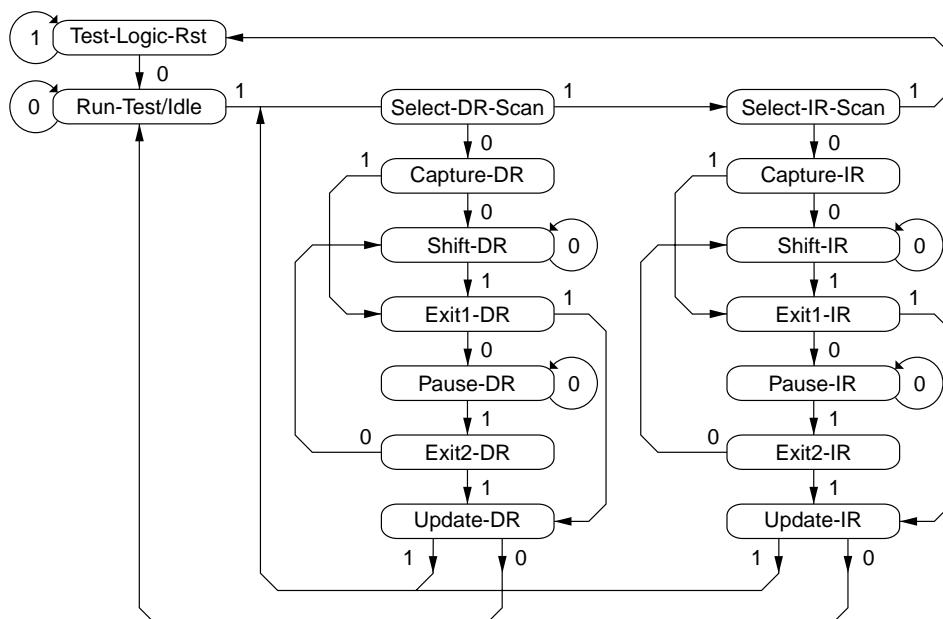 1 Test-Logic-Rst
0
0 Run-Test/Idle 1 Select-DR-Scan 1 Select-IR-Scan 1
0 0
1 Capture-DR 1 Capture-IR
0 0
Shift-DR 0 Shift-IR 0
1 1
Exit1-DR 1 Exit1-IR 1
0 0
Pause-DR 0 Pause-IR 0
1 1
0 Exit2-DR 0 Exit2-IR
1 1
Update-DR Update-IR
1 0 1 0